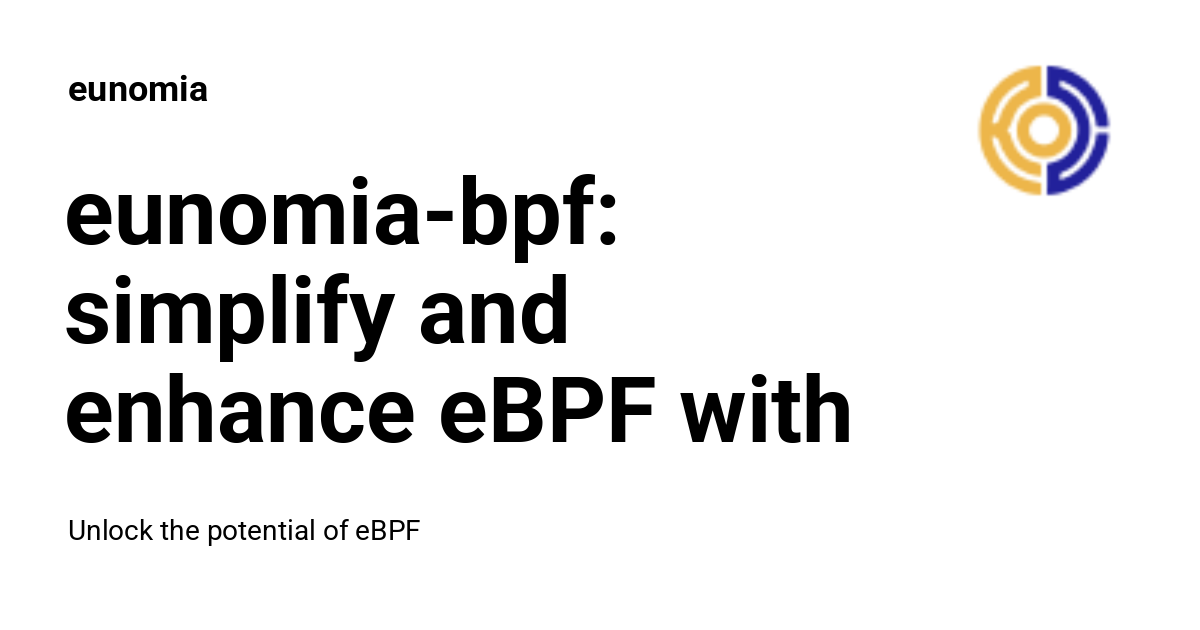 eunomia
eunomia-bpf:
simplify and
enhance eBPF with
Unlock the potential of eBPF